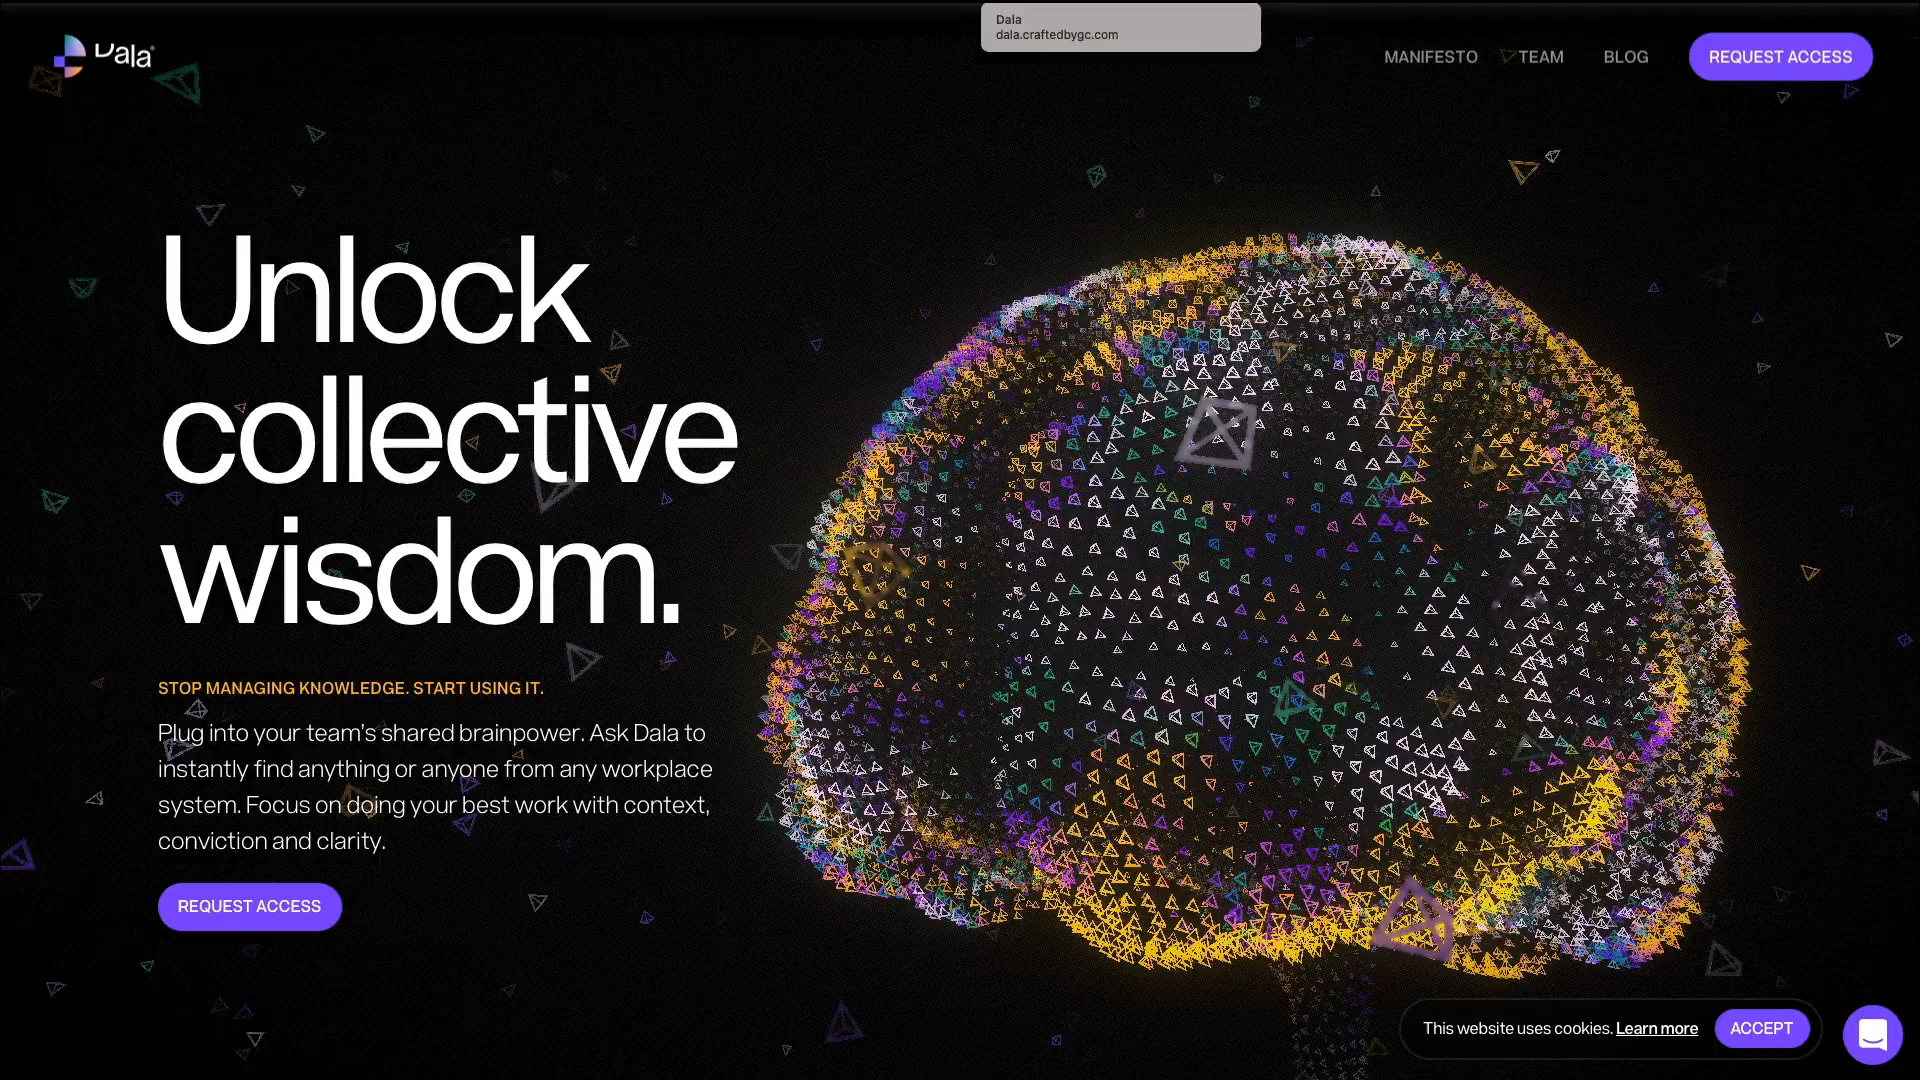 Dala
dala.craftedbygc.com
Dala
MANIFESTO
TEAM
BLOG
REQUEST ACCESS
Unlock
collective
wisdom.
STOP MANAGING KNOWLEDGE. START USING IT.
Plug into your team's shared brainpower. Ask Dala to
instantly find anything or anyone from any workplace
system. Focus on doing your best work with context,
conviction and clarity.
REQUEST ACCESS
This website uses cookies. Learn more
ACCEPT